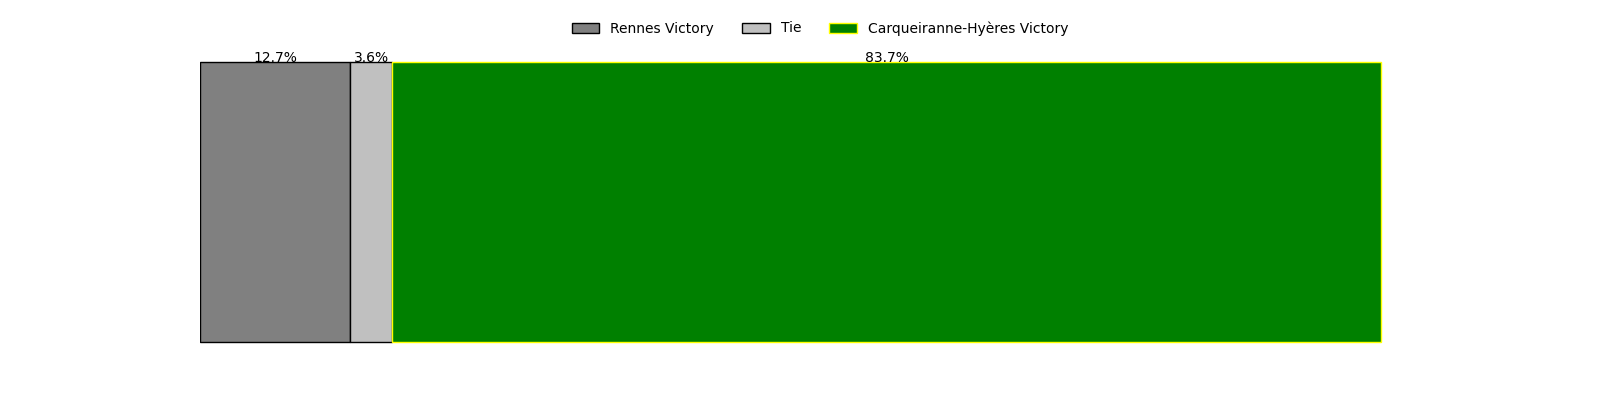 Rennes Victory Tie Carqueiranne-Hyères Victory
12.7% 3.6% 83.7%